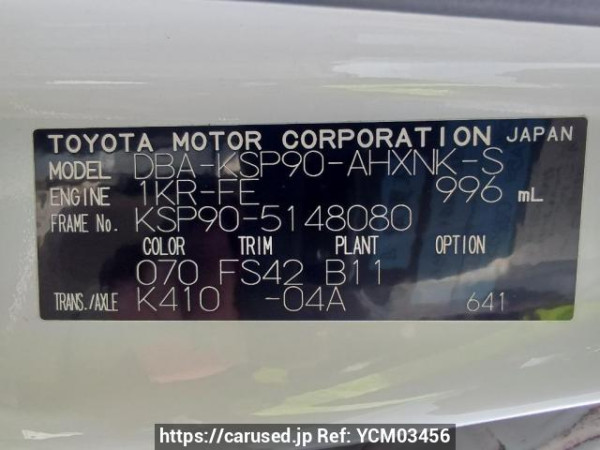 TOYOTA MOTOR CORPORATION JAPAN
MODEL DBA-KSP90-AHXNK-S
ENGINE 1KR-FE 996 mL
FRAME No. KSP90-5148080
COLOR TRIM PLANT OPTION
070 FS42 B11
TRANS./AXLE K410 -04A 641
https://carused.jp Ref: YCM03456